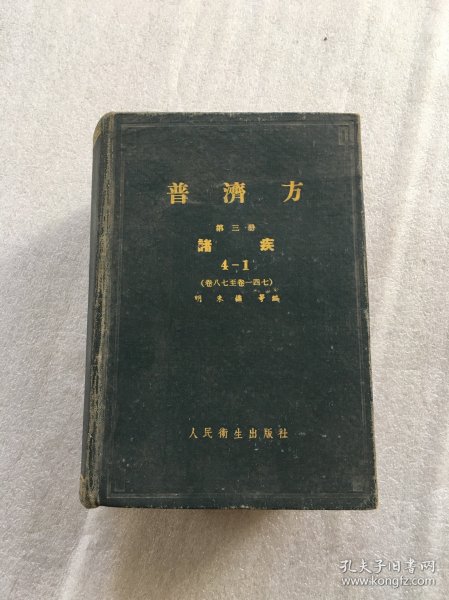 普濟方
第三册
諸疾
4-1
(卷八七至卷一四七)
明 朱橚 等編
人民衛生出版社
孔夫子旧书网
www.kongfz.com